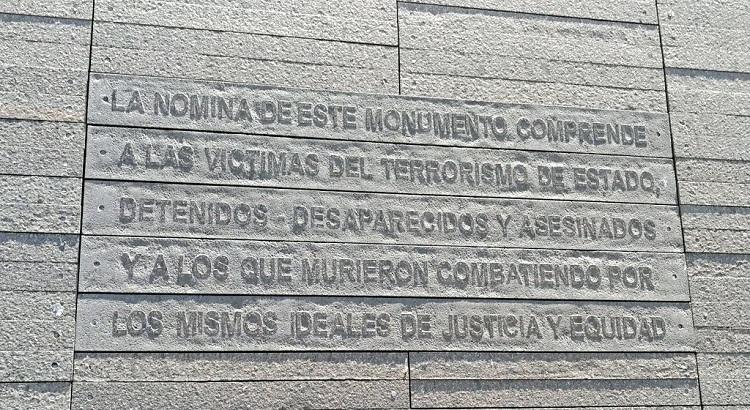 LA NOMINA DE ESTE MONUMENTO COMPRENDE
A LAS VICTIMAS DEL TERRORISMO DE ESTADO,
DETENIDOS - DESAPARECIDOS Y ASESINADOS
Y A LOS QUE MURIERON COMBATIENDO POR
LOS MISMOS IDEALES DE JUSTICIA Y EQUIDAD